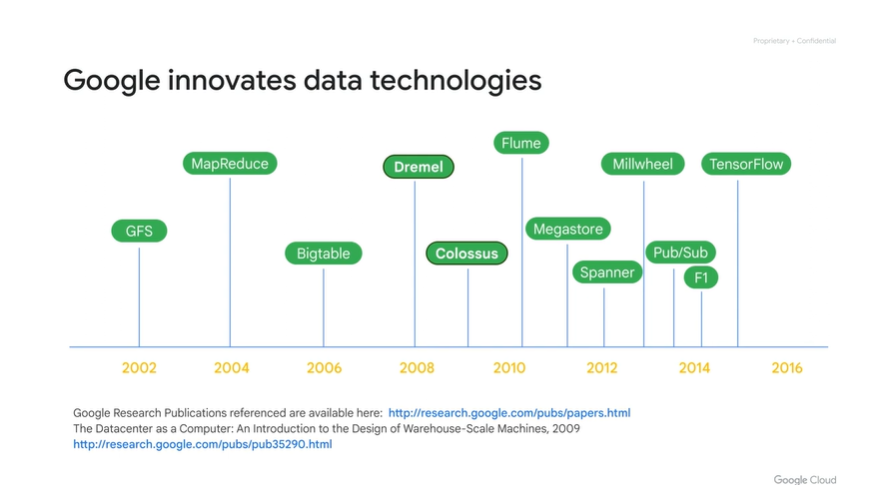 Proprietary + Confidential
Google innovates data technologies
Flume
MapReduce
Dremel
Millwheel
TensorFlow
GFS
Megastore
Bigtable
Colossus
Pub/Sub
Spanner
F1
2002 2004 2006 2008 2010 2012 2014 2016
Google Research Publications referenced are available here: http://research.google.com/pubs/papers.html
The Datacenter as a Computer: An Introduction to the Design of Warehouse-Scale Machines, 2009
http://research.google.com/pubs/pub35290.html
Google Cloud